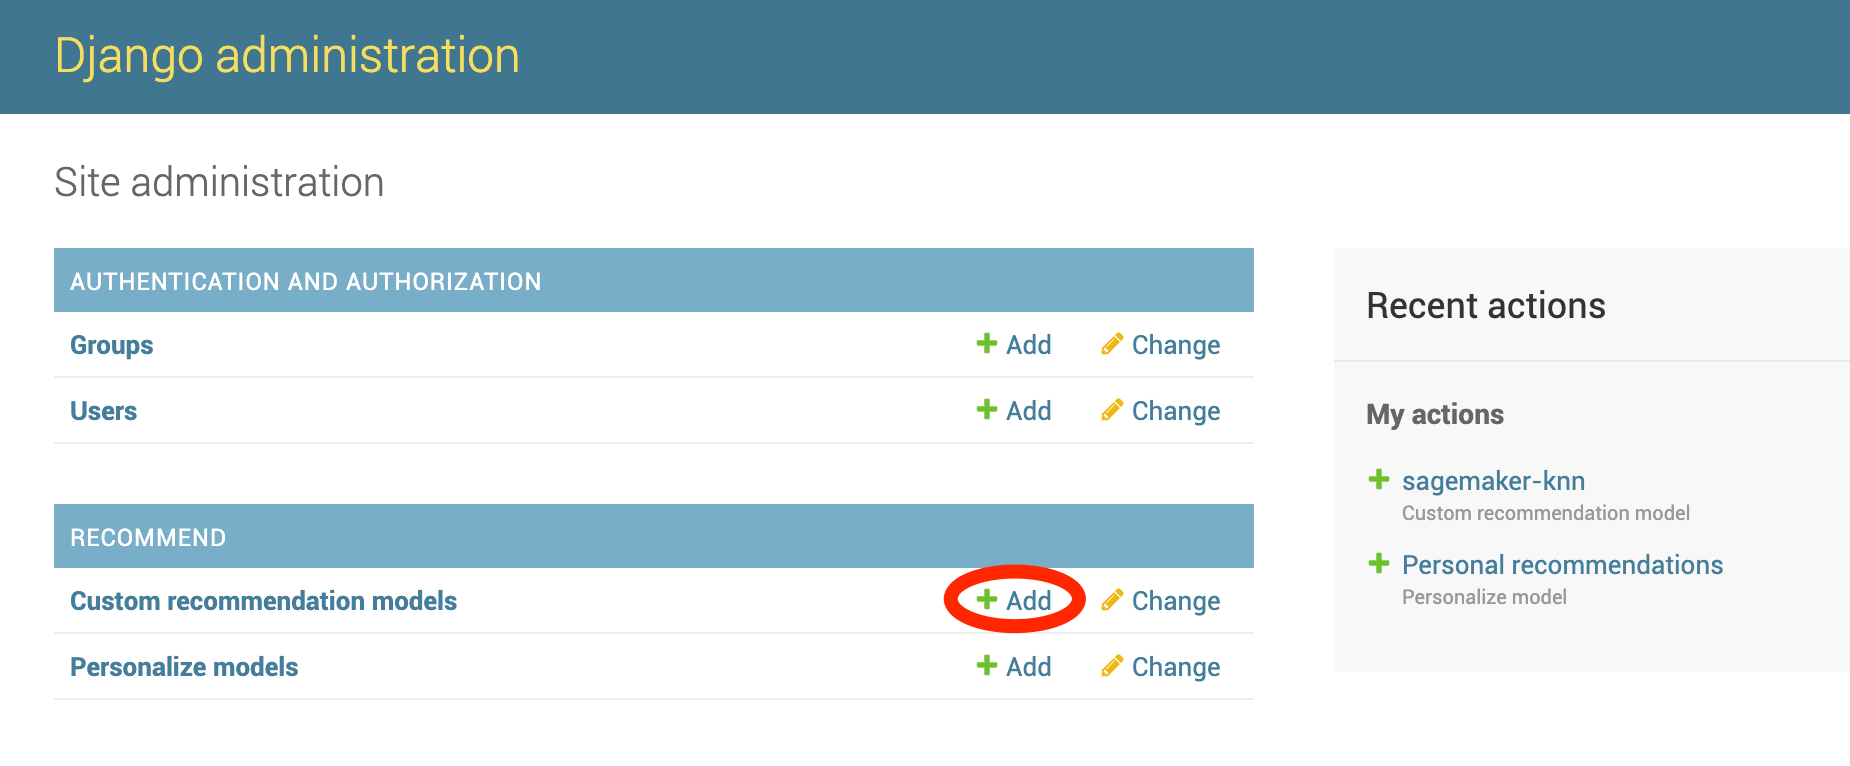 Django administration
Site administration
AUTHENTICATION AND AUTHORIZATION
Groups Add Change
Users Add Change
RECOMMEND
Custom recommendation models Add Change
Personalize models Add Change
Recent actions
My actions
sagemaker-knn
Custom recommendation model
Personal recommendations
Personalize model